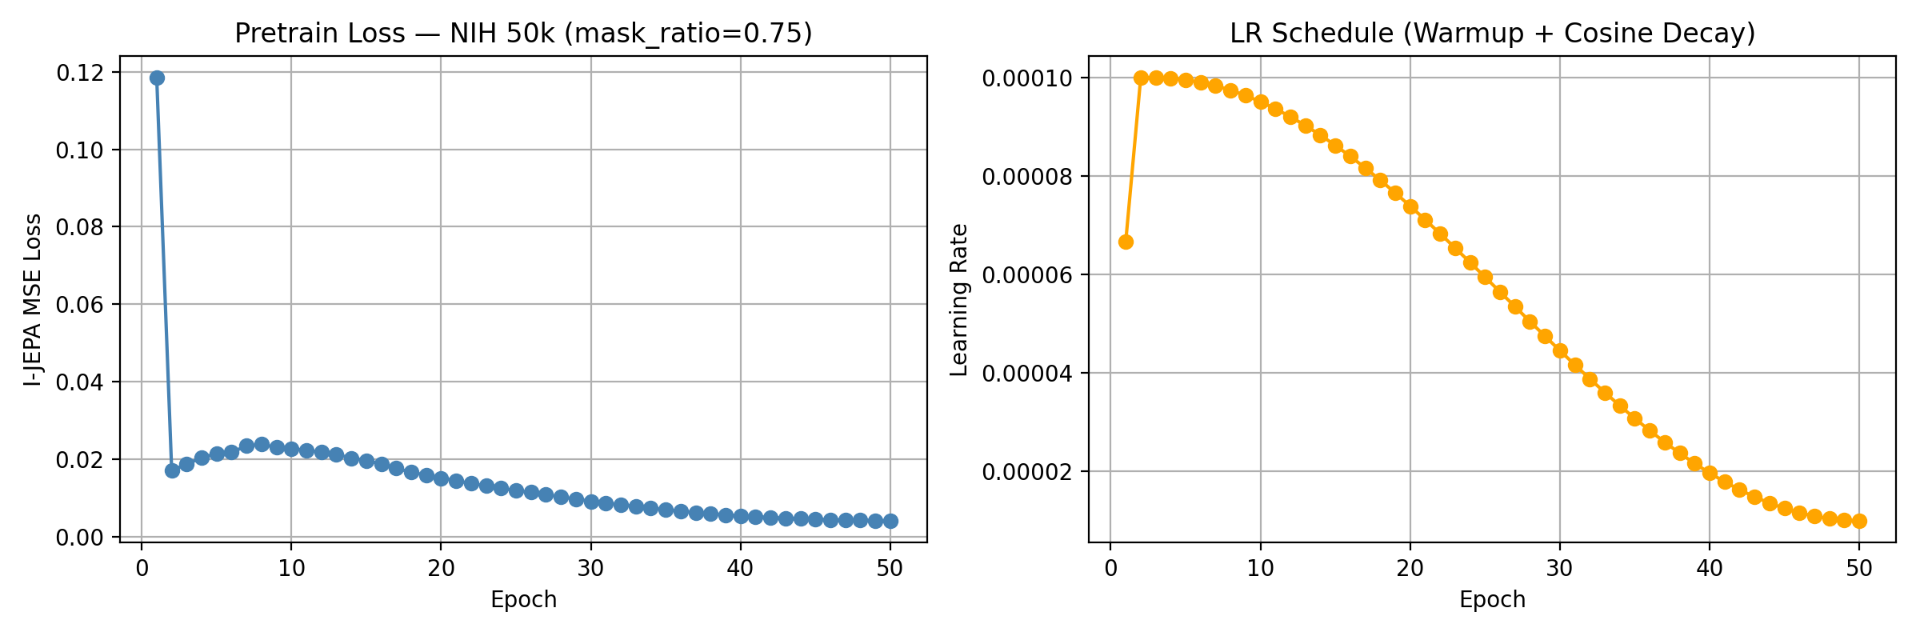 Pretrain Loss — NIH 50k (mask_ratio=0.75)
I-JEPA MSE Loss
0.12
0.10
0.08
0.06
0.04
0.02
0.00
0 10 20 30 40 50
Epoch
LR Schedule (Warmup + Cosine Decay)
Learning Rate
0.00010
0.00008
0.00006
0.00004
0.00002
0 10 20 30 40 50
Epoch